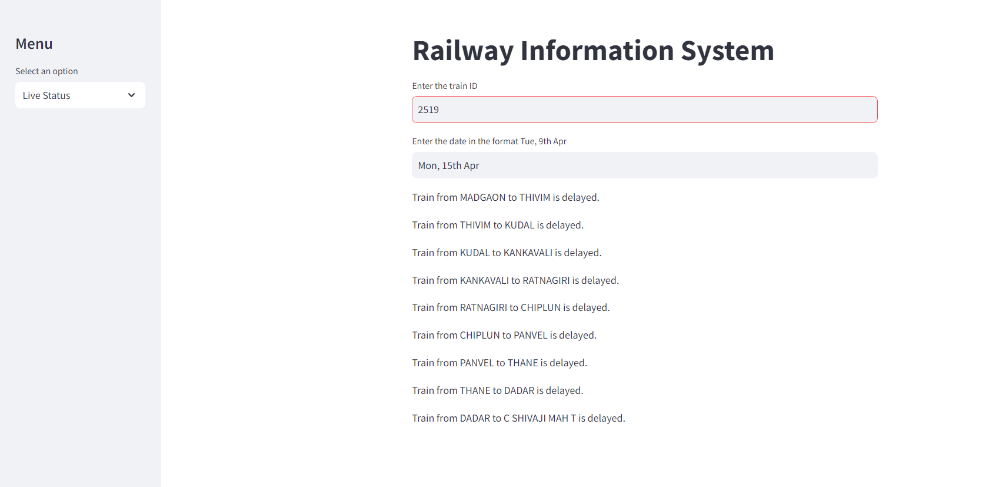 Menu
Select an option
Live Status
Railway Information System
Enter the train ID
2519
Enter the date in the format Tue, 9th Apr
Mon, 15th Apr
Train from MADGAON to THIVIM is delayed.
Train from THIVIM to KUDAL is delayed.
Train from KUDAL to KANKAVALI is delayed.
Train from KANKAVALI to RATNAGIRI is delayed.
Train from RATNAGIRI to CHIPLUN is delayed.
Train from CHIPLUN to PANVEL is delayed.
Train from PANVEL to THANE is delayed.
Train from THANE to DADAR is delayed.
Train from DADAR to C SHIVAJI MAH T is delayed.